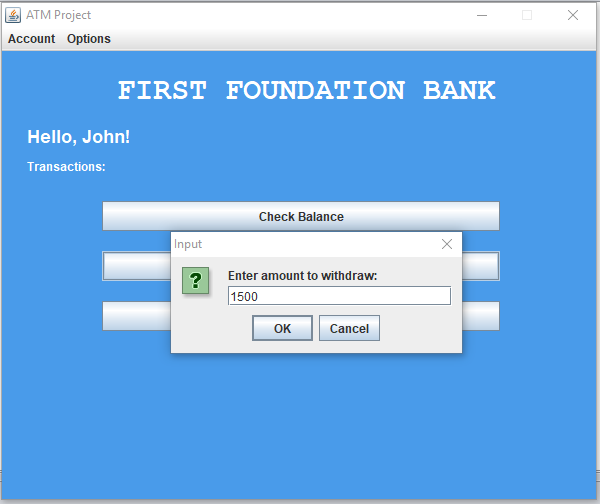 ATM Project
Account Options
FIRST FOUNDATION BANK
Hello, John!
Transactions:
Check Balance
Input
?
Enter amount to withdraw:
1500
OK Cancel